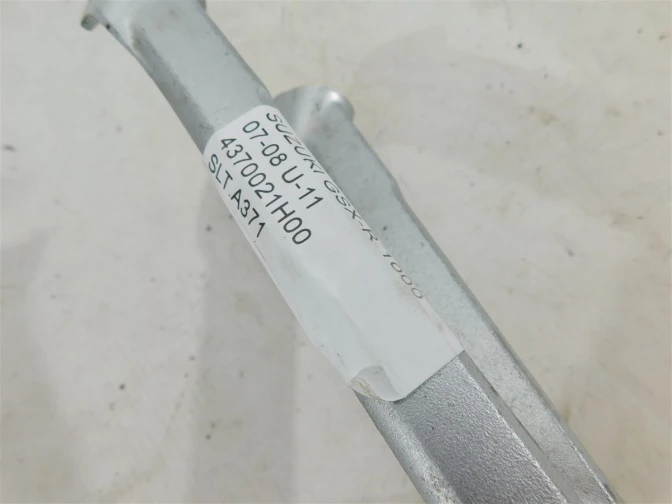 SUZUKI GSX-R 1000
07-08 U-11
4370021H00
SLT A371